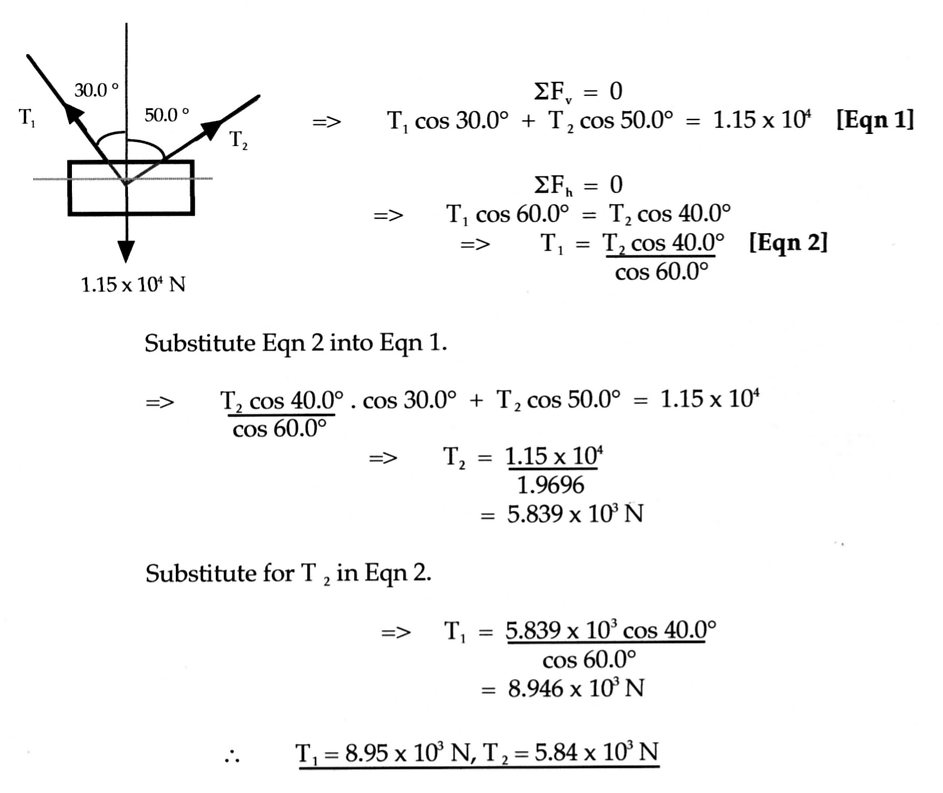 30.0 °
T₁
50.0 °
T₂
1.15 x 10⁴ N
ΣFᵥ = 0
=> T₁ cos 30.0° + T₂ cos 50.0° = 1.15 x 10⁴ [Eqn 1]
ΣFₕ = 0
=> T₁ cos 60.0° = T₂ cos 40.0°
=> T₁ = T₂ cos 40.0° [Eqn 2]
cos 60.0°
Substitute Eqn 2 into Eqn 1.
=> T₂ cos 40.0° . cos 30.0° + T₂ cos 50.0° = 1.15 x 10⁴
cos 60.0°
=> T₂ = 1.15 x 10⁴
1.9696
= 5.839 x 10³ N
Substitute for T₂ in Eqn 2.
=> T₁ = 5.839 x 10³ cos 40.0°
cos 60.0°
= 8.946 x 10³ N
∴ T₁ = 8.95 x 10³ N, T₂ = 5.84 x 10³ N